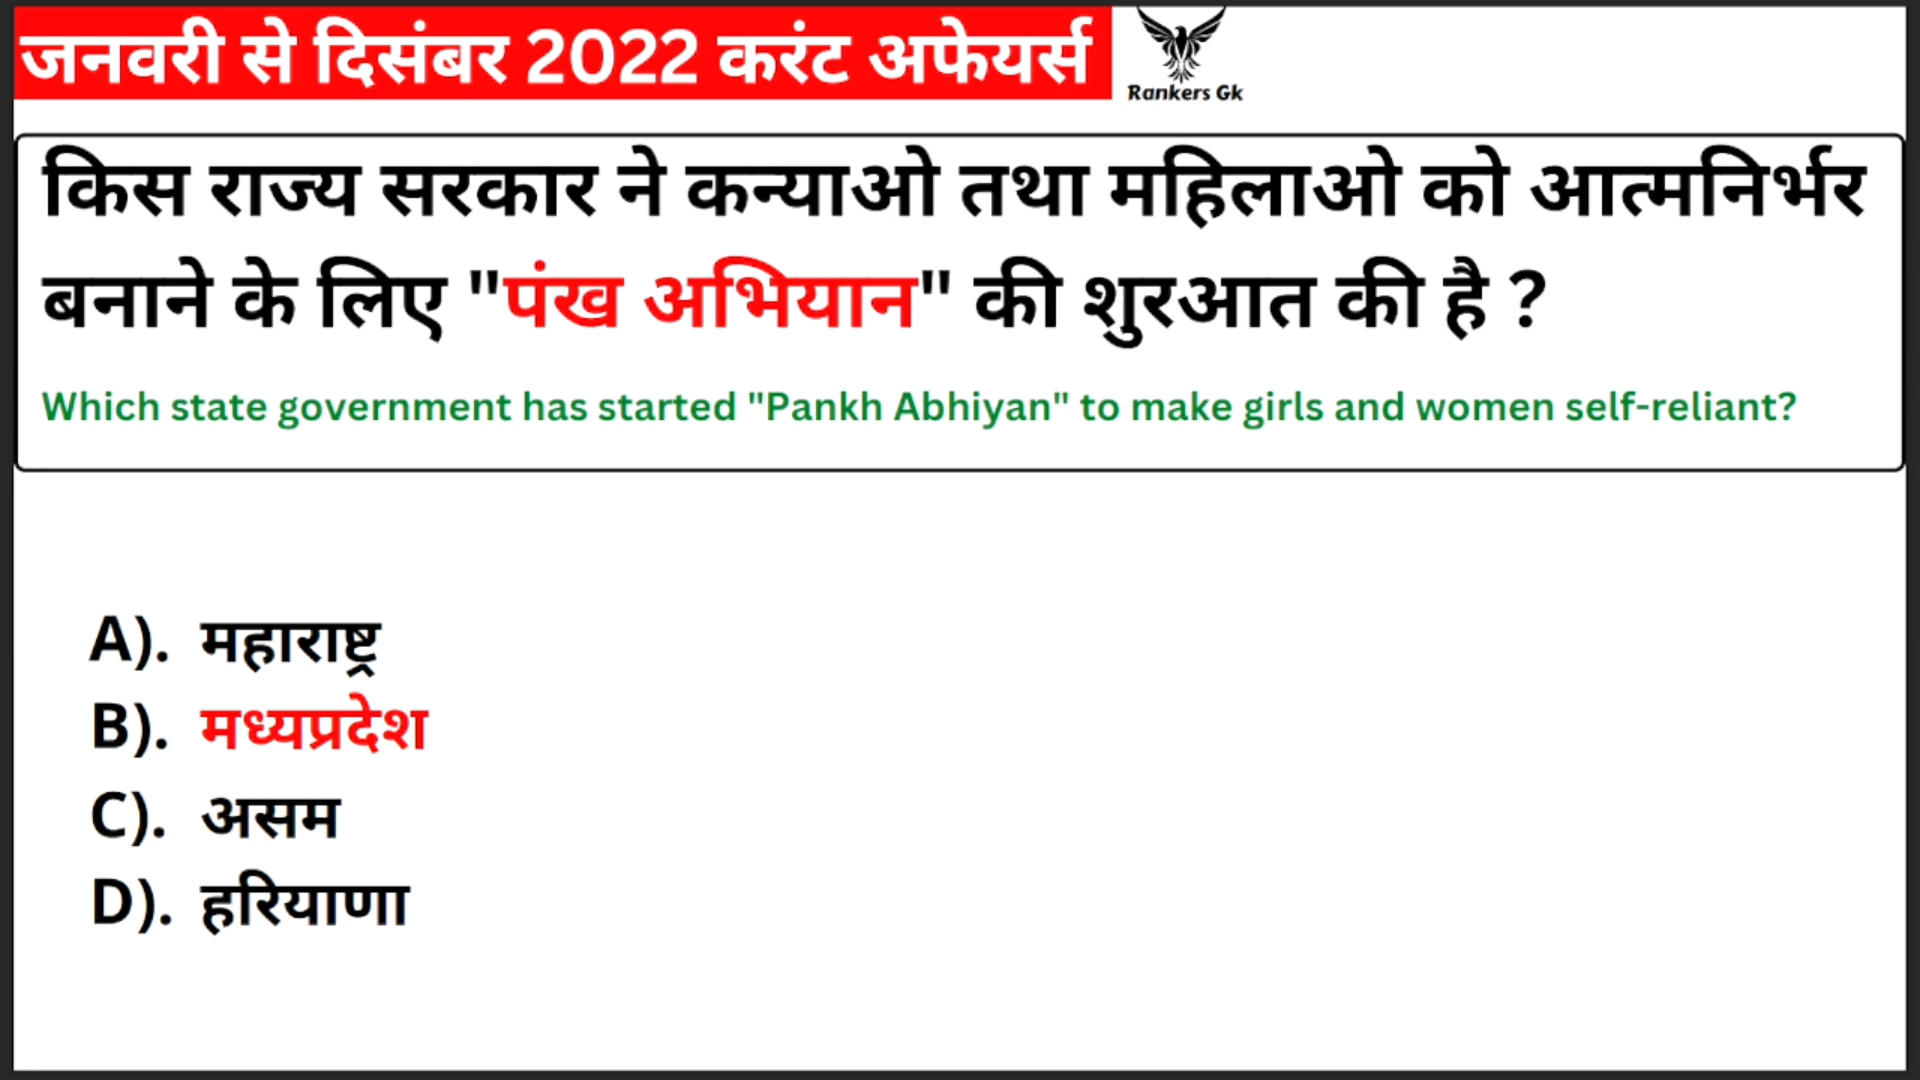 जनवरी से दिसंबर 2022 करंट अफेयर्स
Rankers Gk
किस राज्य सरकार ने कन्याओ तथा महिलाओ को आत्मनिर्भर
बनाने के लिए "पंख अभियान" की शुरआत की है ?
Which state government has started "Pankh Abhiyan" to make girls and women self-reliant?
A). महाराष्ट्र
B). मध्यप्रदेश
C). असम
D). हरियाणा